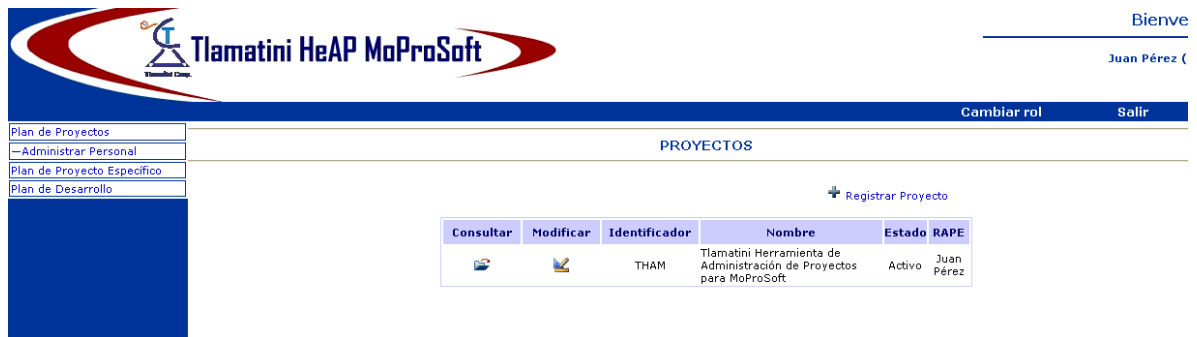 Bienve
Tlamatini HeAP MoProSoft
Juan Pérez (
Cambiar rol
Salir
Plan de Proyectos
—Administrar Personal
Plan de Proyecto Específico
Plan de Desarrollo
PROYECTOS
Registrar Proyecto
Consultar Modificar Identificador Nombre Estado RAPE
THAM
Tlamatini Herramienta de
Administración de Proyectos
para MoProSoft
Activo
Juan
Pérez